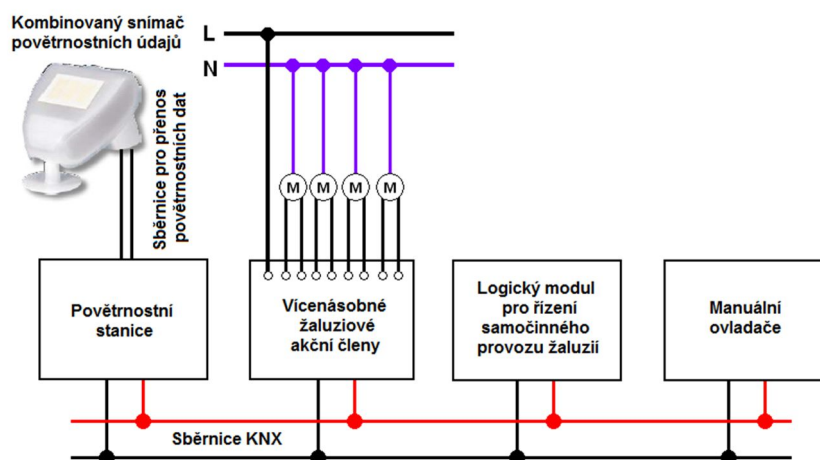 Kombinovaný snímač
povětrnostních údajů
L
N
Sběrnice pro přenos
povětrnostních dat
M
M
M
M
Povětrnostní
stanice
Vícenásobné
žaluziové
akční členy
Logický modul
pro řízení
samočinného
provozu žaluzií
Manuální
ovladače
Sběrnice KNX